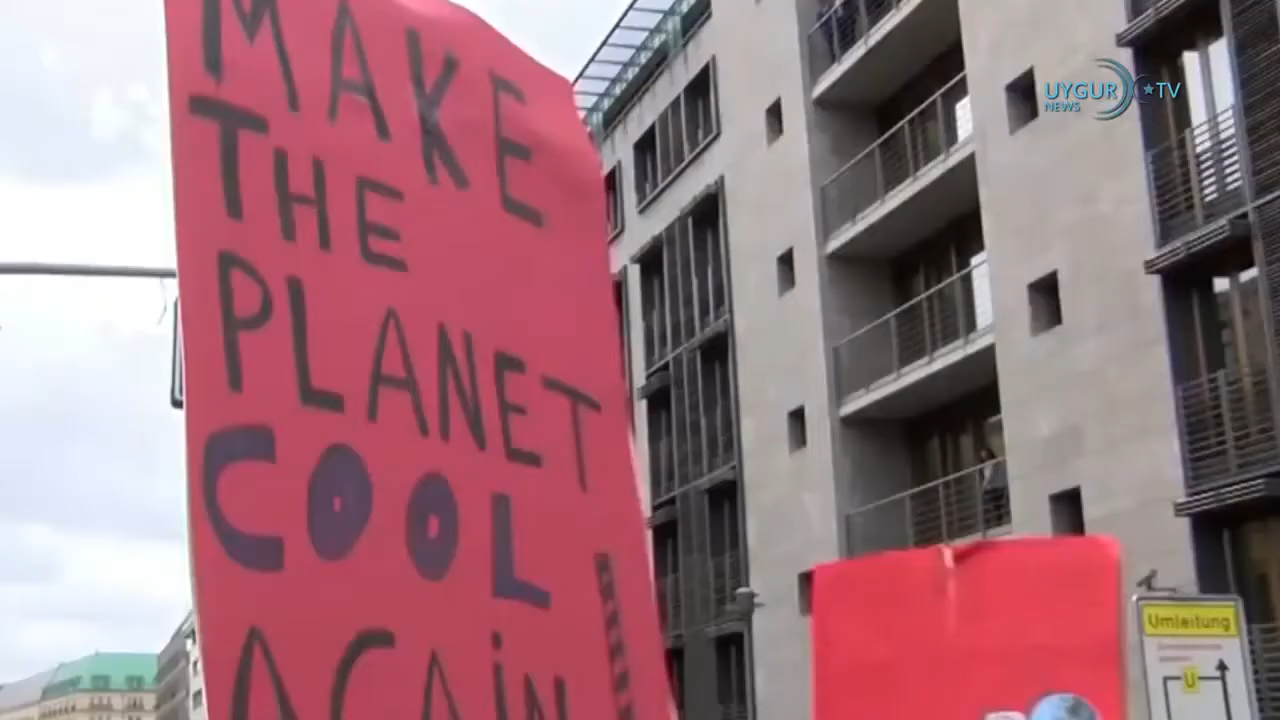 MAKE
THE
PLANET
COOL
AGAiN
UYGUR TV
NEWS
Umleitung
U